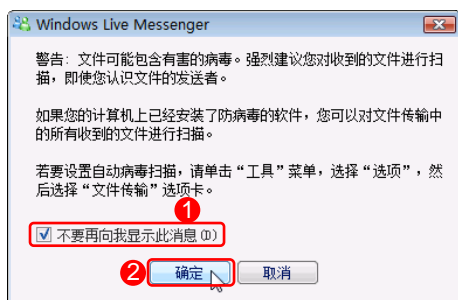 Windows Live Messenger
警告：文件可能包含有害的病毒。强烈建议您对收到的文件进行扫
描，即使您认识文件的发送者。
如果您的计算机上已经安装了防病毒的软件，您可以对文件传输中
的所有收到的文件进行扫描。
若要设置自动病毒扫描，请单击“工具”菜单，选择“选项”，然
后选择“文件传输”选项卡。
1
不要再向我显示此消息(D)
2 确定 取消